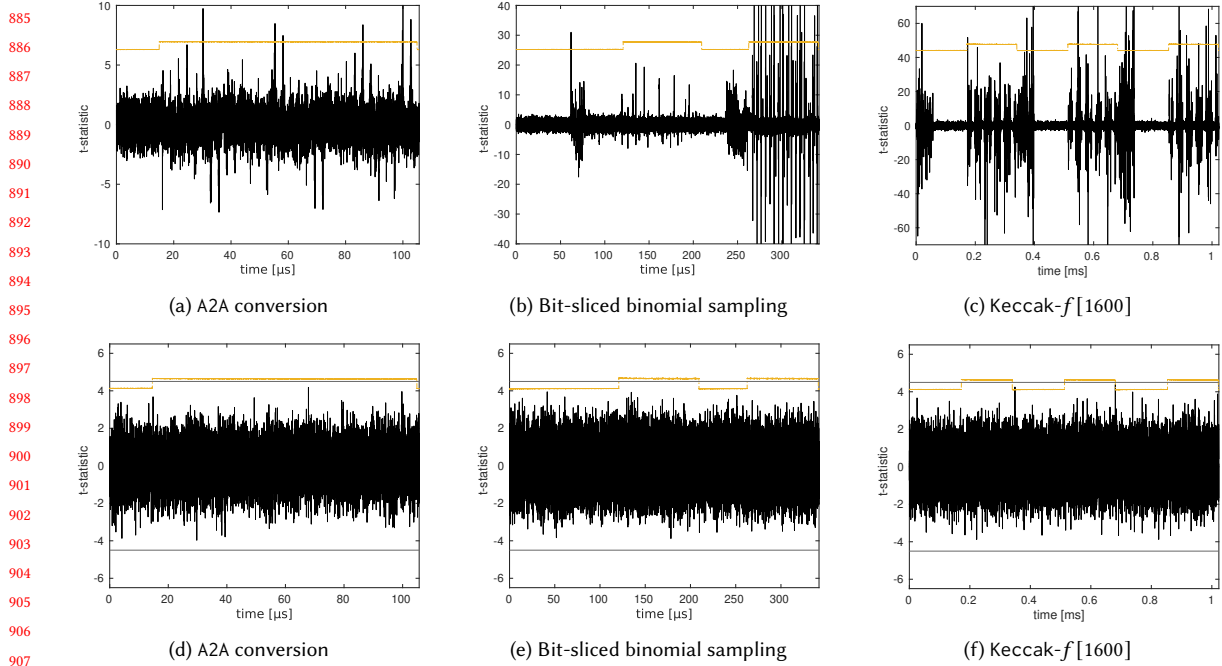 885
886
887
888
889
890
891
892
893
894
895
896
897
898
899
900
901
902
903
904
905
906
907
10
5
0
-5
-10
t-statistic
0 20 40 60 80 100
time [µs]
(a) A2A conversion
40
30
20
10
0
-10
-20
-30
-40
t-statistic
0 50 100 150 200 250 300
time [µs]
(b) Bit-sliced binomial sampling
60
40
20
0
-20
-40
-60
t-statistic
0 0.2 0.4 0.6 0.8 1
time [ms]
(c) Keccak-f[1600]
6
4
2
0
-2
-4
-6
t-statistic
0 20 40 60 80 100
time [µs]
(d) A2A conversion
6
4
2
0
-2
-4
-6
t-statistic
0 50 100 150 200 250 300
time [µs]
(e) Bit-sliced binomial sampling
6
4
2
0
-2
-4
-6
t-statistic
0 0.2 0.4 0.6 0.8 1
time [ms]
(f) Keccak-f[1600]